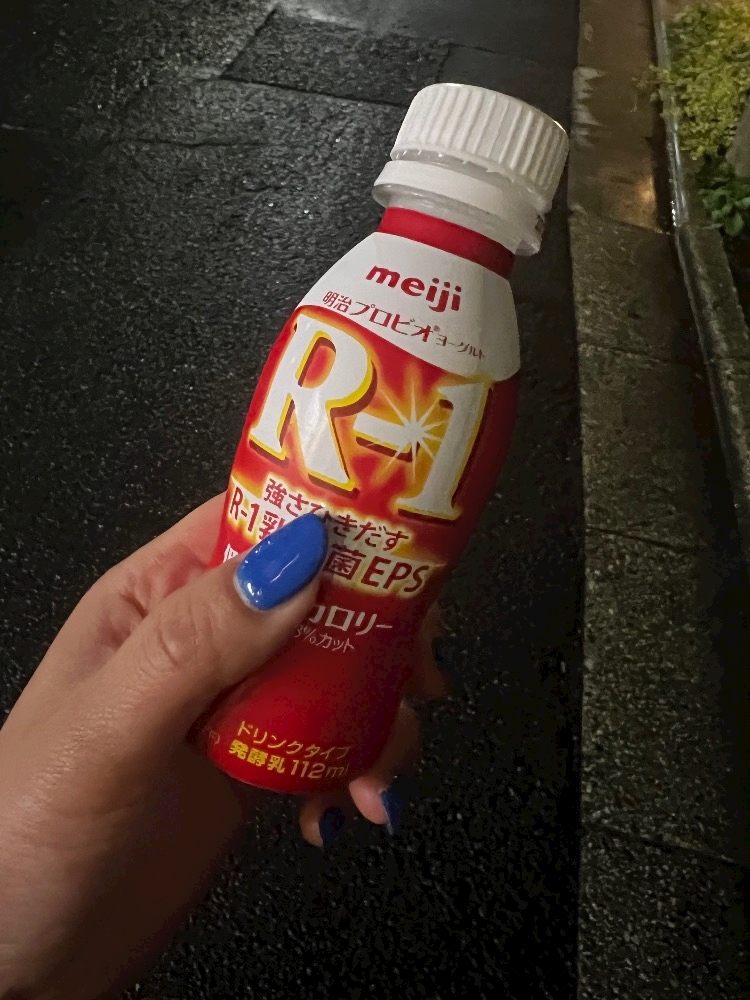 meiji
明治プロビオヨーグルト
R-1
強さひきだす
R-1乳 菌EPS
カロリー
%カット
ドリンクタイプ
発酵乳 112ml